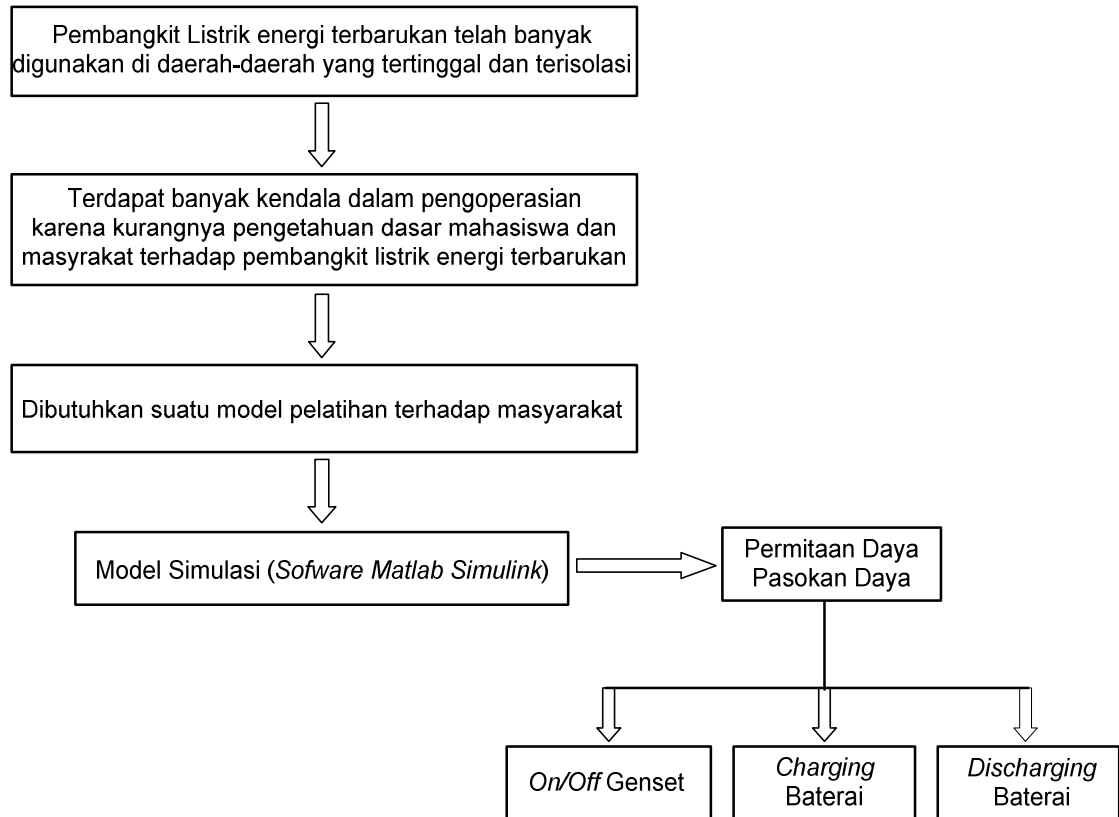 Pembangkit Listrik energi terbarukan telah banyak
digunakan di daerah-daerah yang tertinggal dan terisolasi
Terdapat banyak kendala dalam pengoperasian
karena kurangnya pengetahuan dasar mahasiswa dan
masyrakat terhadap pembangkit listrik energi terbarukan
Dibutuhkan suatu model pelatihan terhadap masyarakat
Model Simulasi (Sofware Matlab Simulink)
Permitaan Daya
Pasokan Daya
On/Off Genset
Charging
Baterai
Discharging
Baterai